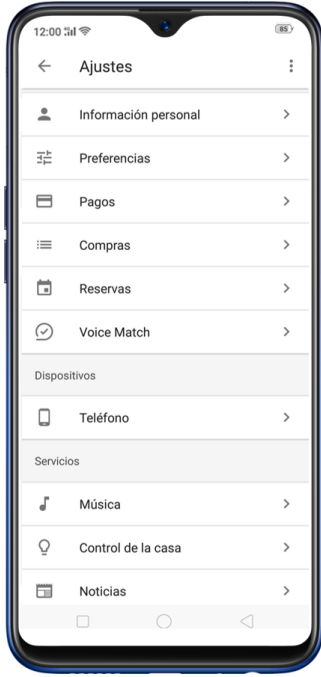 12:00
85
Ajustes
Información personal
Preferencias
Pagos
Compras
Reservas
Voice Match
Dispositivos
Teléfono
Servicios
Música
Control de la casa
Noticias